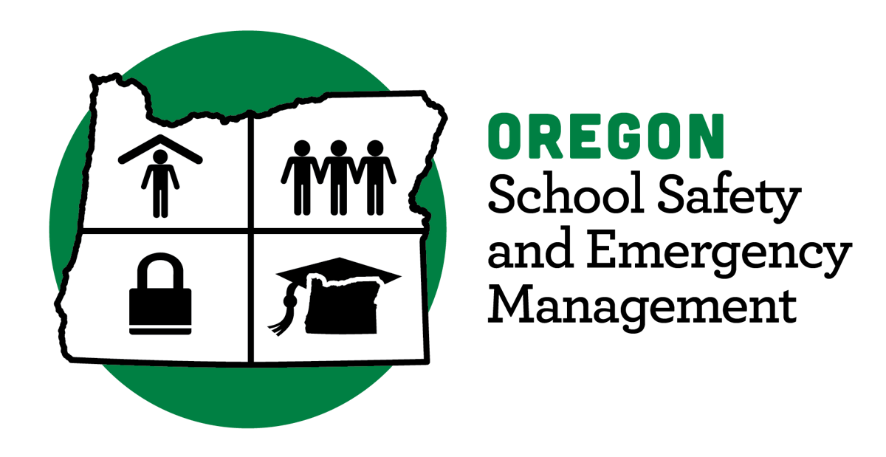 OREGON
School Safety
and Emergency
Management